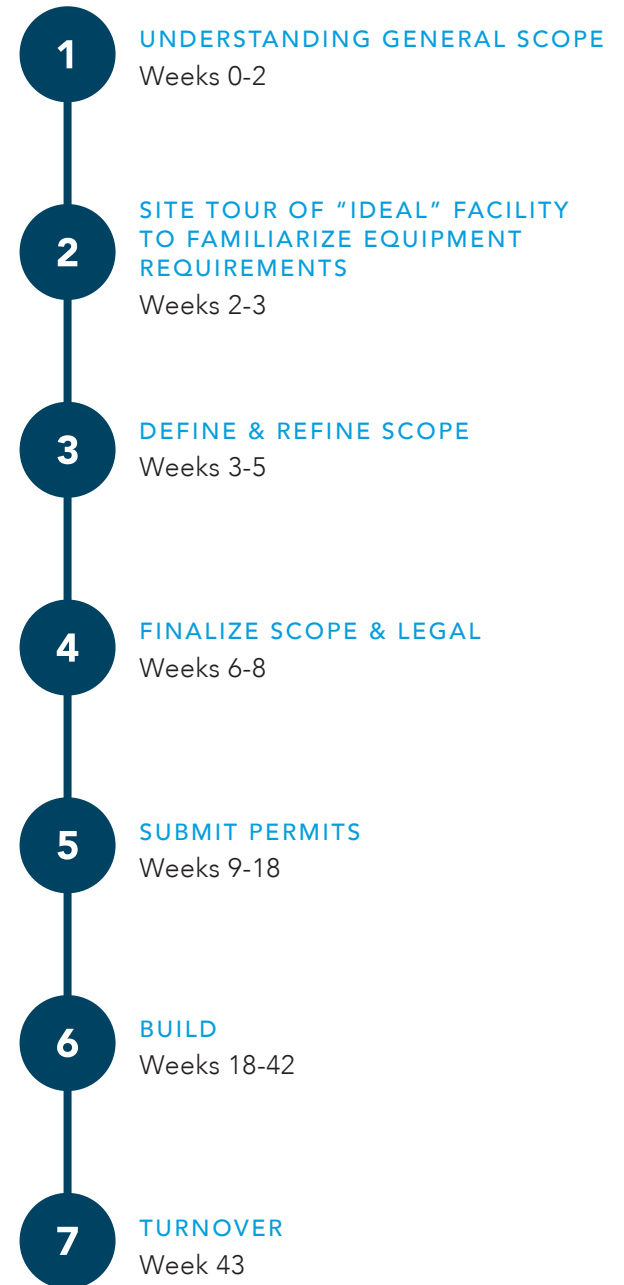 1
UNDERSTANDING GENERAL SCOPE
Weeks 0-2
2
SITE TOUR OF “IDEAL” FACILITY
TO FAMILIARIZE EQUIPMENT
REQUIREMENTS
Weeks 2-3
3
DEFINE & REFINE SCOPE
Weeks 3-5
4
FINALIZE SCOPE & LEGAL
Weeks 6-8
5
SUBMIT PERMITS
Weeks 9-18
6
BUILD
Weeks 18-42
7
TURNOVER
Week 43